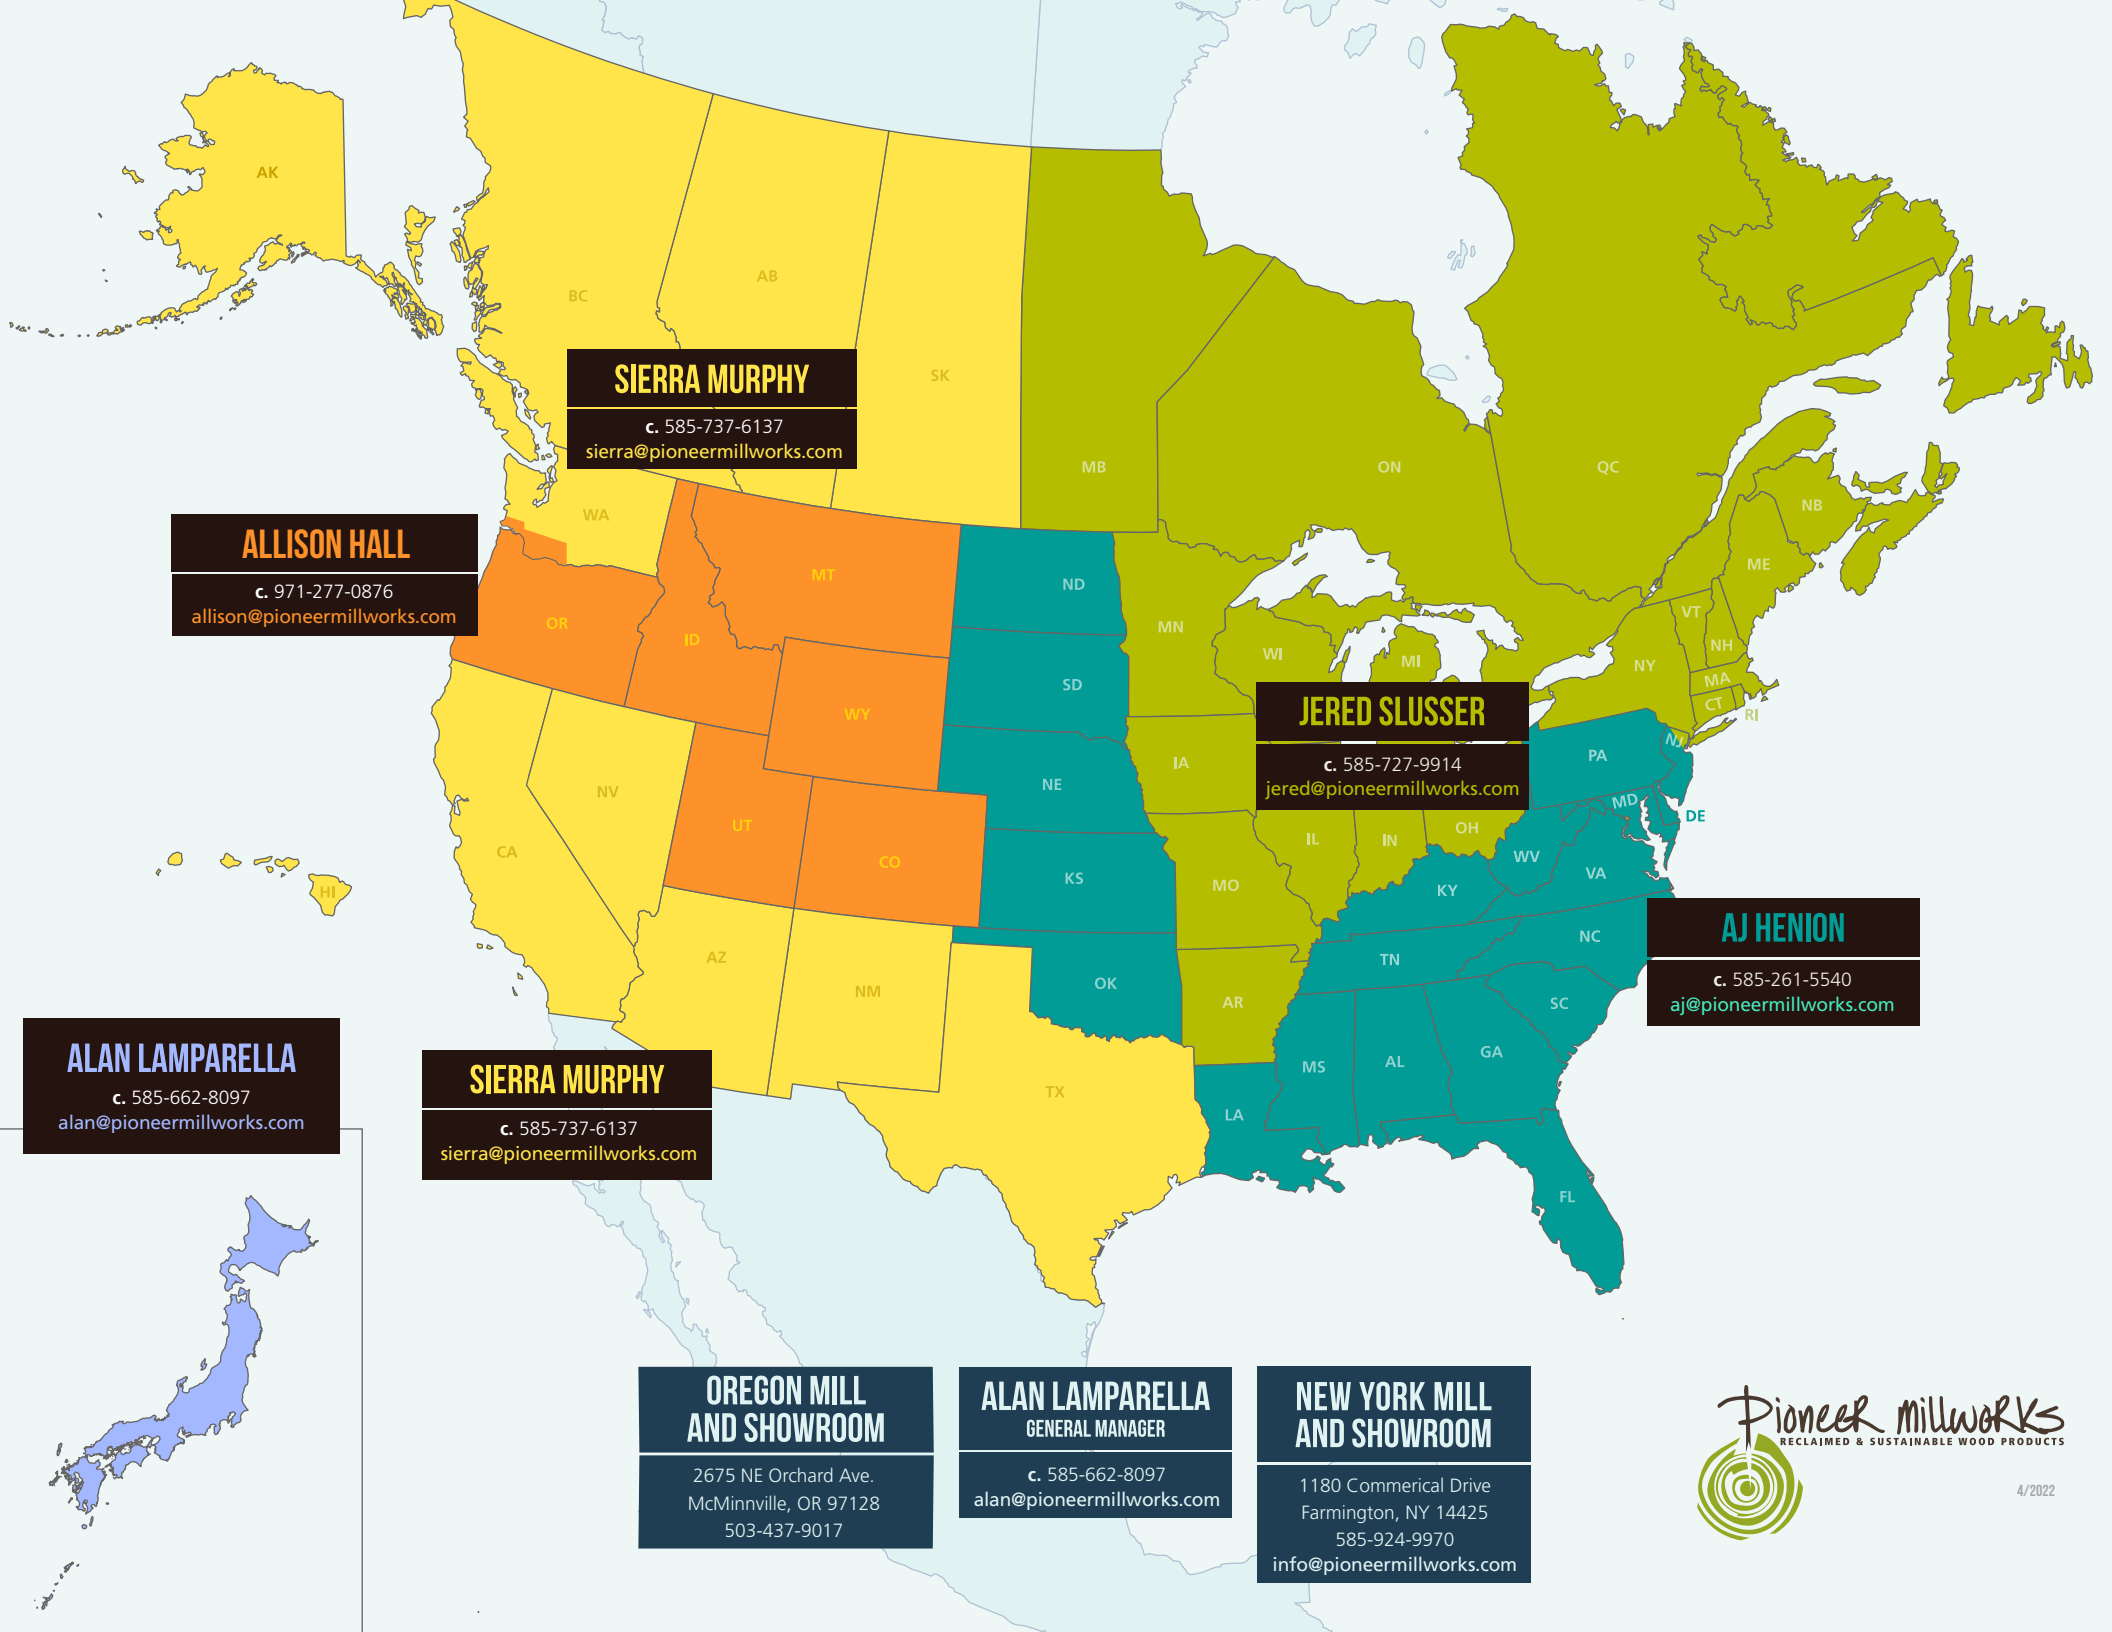 AK
BC
AB
SK
MB
ON
QC
NB
ME
SIERRA MURPHY
c. 585-737-6137
sierra@pioneermillworks.com
WA
ALLISON HALL
c. 971-277-0876
allison@pioneermillworks.com
OR
ID
MT
WY
ND
SD
MN
WI
MI
NY
VT
NH
MA
CT
RI
JERED SLUSSER
c. 585-727-9914
jered@pioneermillworks.com
PA
NJ
MD
DE
NE
IA
NV
UT
CO
CA
KS
MO
IL
IN
OH
WV
VA
KY
HI
AZ
NM
OK
AR
TN
NC
SC
AJ HENION
c. 585-261-5540
aj@pioneermillworks.com
MS
AL
GA
LA
TX
FL
ALAN LAMPARELLA
c. 585-662-8097
alan@pioneermillworks.com
SIERRA MURPHY
c. 585-737-6137
sierra@pioneermillworks.com
OREGON MILL
AND SHOWROOM
2675 NE Orchard Ave.
McMinnville, OR 97128
503-437-9017
ALAN LAMPARELLA
GENERAL MANAGER
c. 585-662-8097
alan@pioneermillworks.com
NEW YORK MILL
AND SHOWROOM
1180 Commerical Drive
Farmington, NY 14425
585-924-9970
info@pioneermillworks.com
Pioneer Millworks
RECLAIMED & SUSTAINABLE WOOD PRODUCTS
4/2022